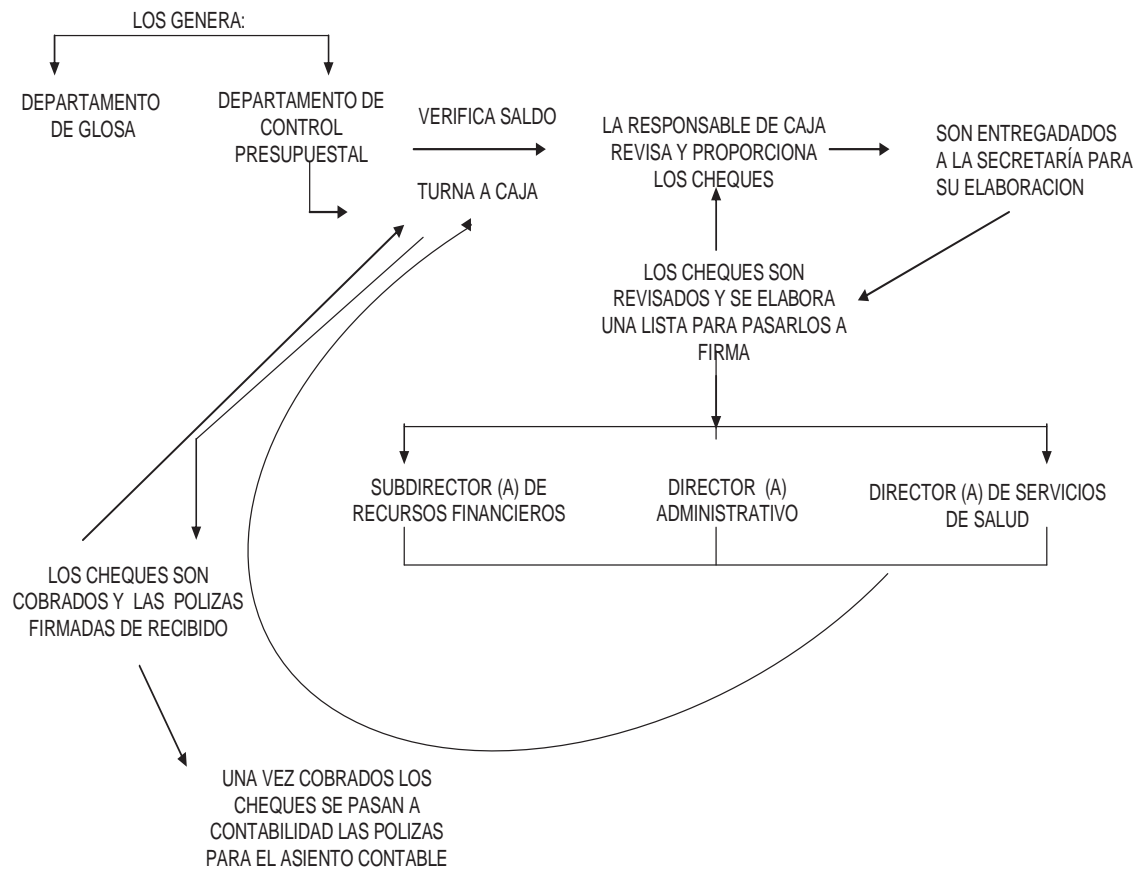 LOS GENERA:
DEPARTAMENTO
DE GLOSA
DEPARTAMENTO DE
CONTROL
PRESUPUESTAL
VERIFICA SALDO
TURNA A CAJA
LA RESPONSABLE DE CAJA
REVISA Y PROPORCIONA
LOS CHEQUES
SON ENTREGADADOS
A LA SECRETARÍA PARA
SU ELABORACION
LOS CHEQUES SON
REVISADOS Y SE ELABORA
UNA LISTA PARA PASARLOS A
FIRMA
SUBDIRECTOR (A) DE
RECURSOS FINANCIEROS
DIRECTOR (A)
ADMINISTRATIVO
DIRECTOR (A) DE SERVICIOS
DE SALUD
LOS CHEQUES SON
COBRADOS Y LAS POLIZAS
FIRMADAS DE RECIBIDO
UNA VEZ COBRADOS LOS
CHEQUES SE PASAN A
CONTABILIDAD LAS POLIZAS
PARA EL ASIENTO CONTABLE